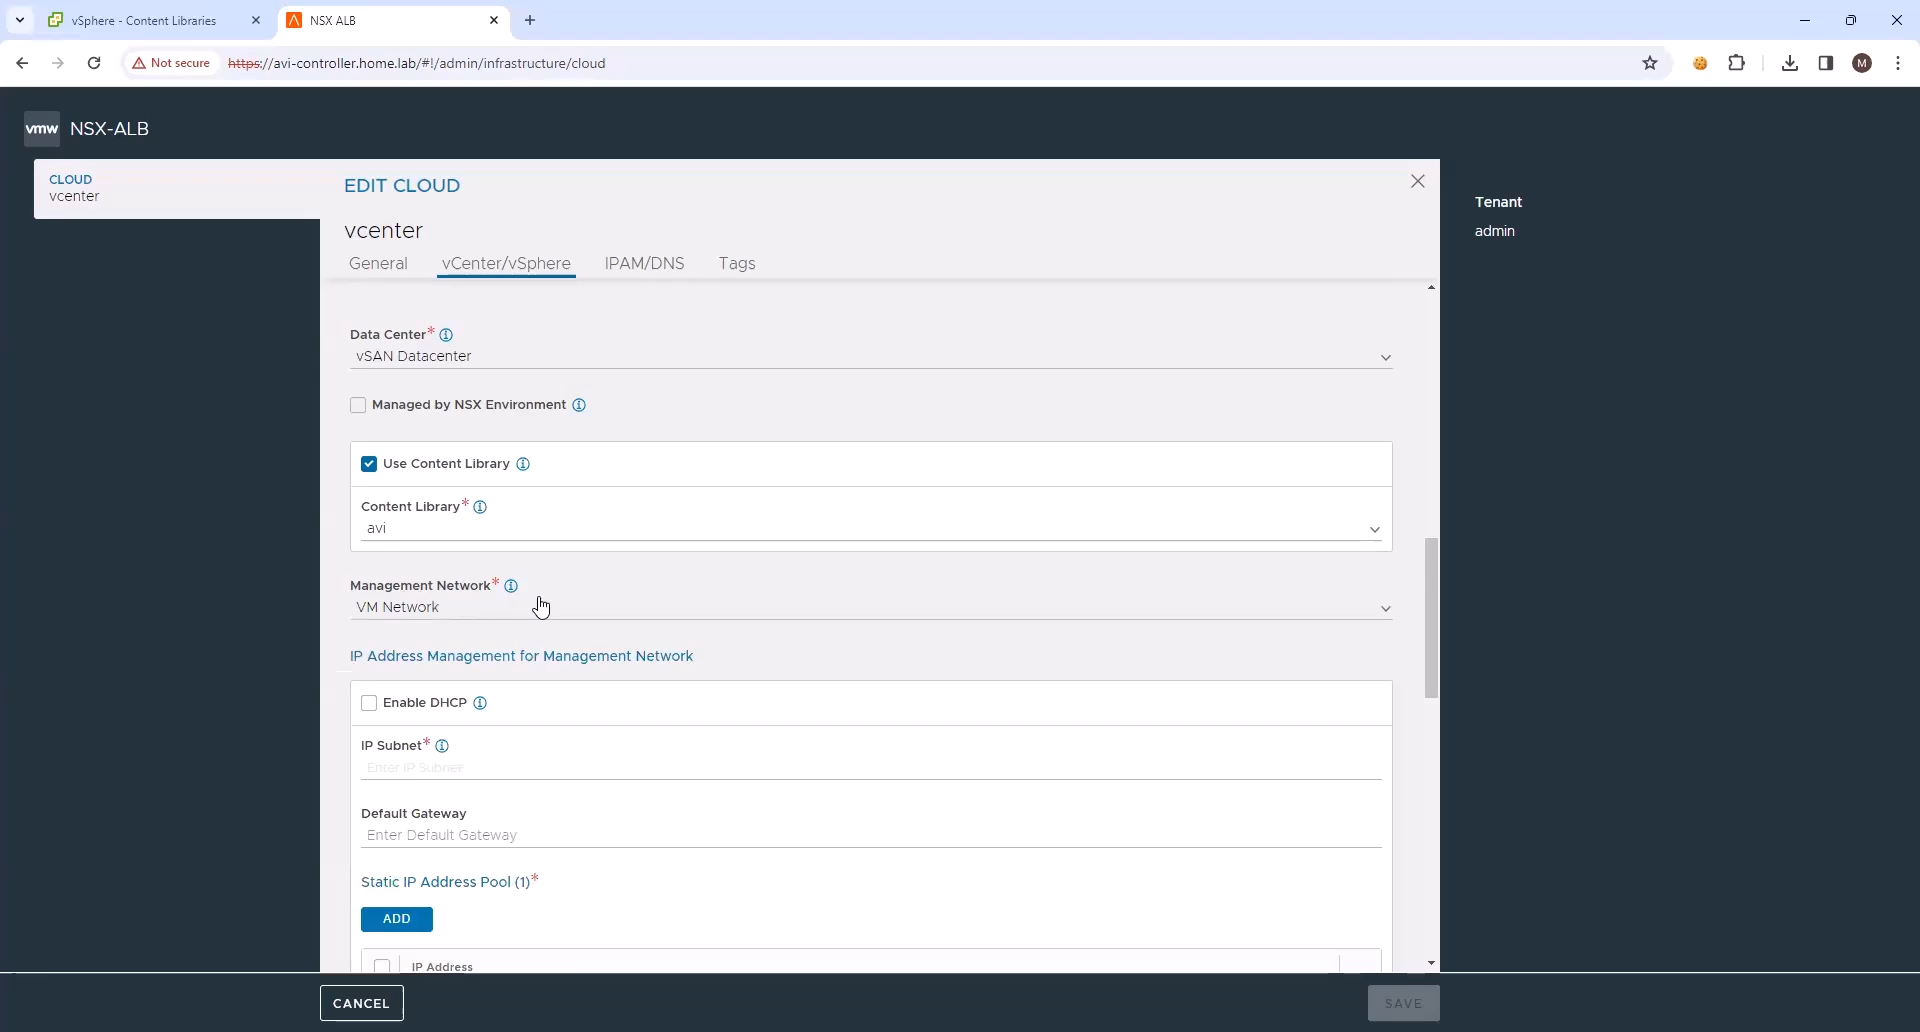 vSphere - Content Libraries
NSX ALB
Not secure
https://avi-controller.home.lab/#!/admin/infrastructure/cloud
M
vmw NSX-ALB
CLOUD
vcenter
EDIT CLOUD
vcenter
General vCenter/vSphere IPAM/DNS Tags
Tenant
admin
Data Center*
vSAN Datacenter
Managed by NSX Environment
Use Content Library
Content Library*
avi
Management Network*
VM Network
IP Address Management for Management Network
Enable DHCP
IP Subnet*
Enter IP Subnet
Default Gateway
Enter Default Gateway
Static IP Address Pool (1)*
ADD
IP Address
CANCEL
SAVE